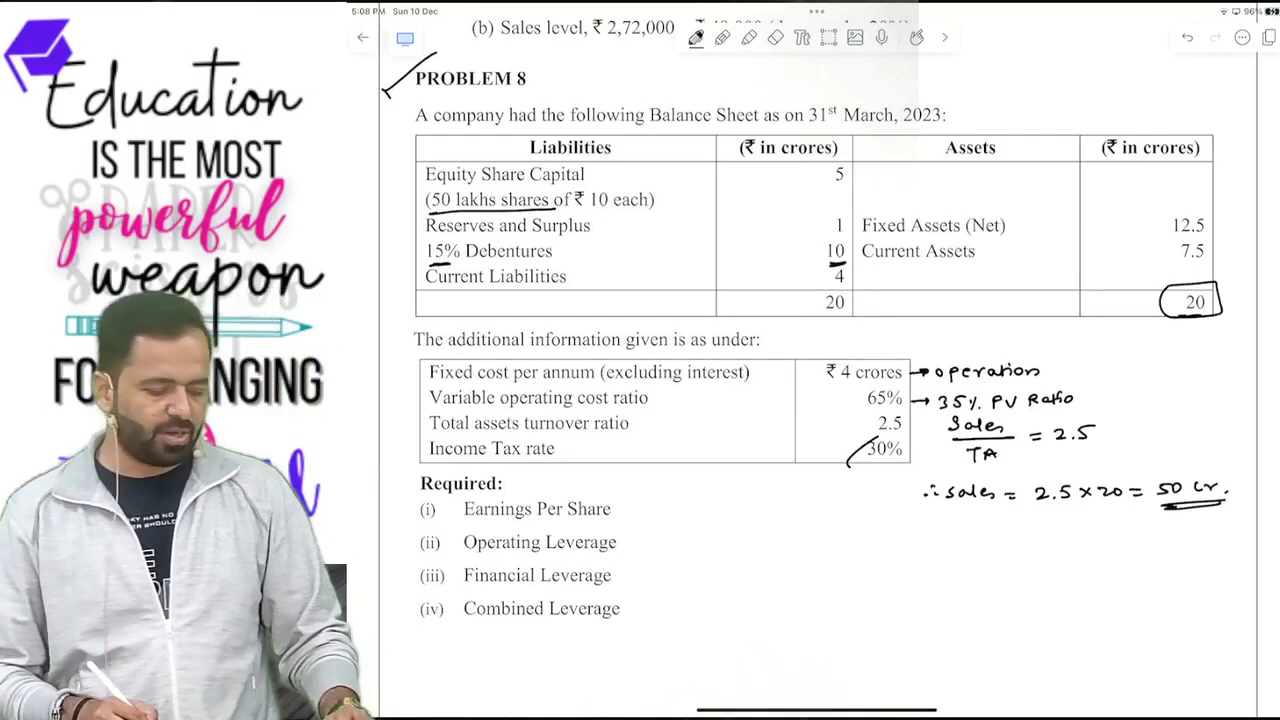 5:08 PM Sun 10 Dec
96%
(b) Sales level, ₹ 2,72,000
Education
IS THE MOST
powerful
weapon
PROBLEM 8
A company had the following Balance Sheet as on 31st March, 2023:
Liabilities (₹ in crores) Assets (₹ in crores)
Equity Share Capital 5
(50 lakhs shares of ₹ 10 each)
Reserves and Surplus 1 Fixed Assets (Net) 12.5
15% Debentures 10 Current Assets 7.5
Current Liabilities 4
20 20
The additional information given is as under:
Fixed cost per annum (excluding interest) ₹ 4 crores → operation
Variable operating cost ratio 65% → 35% PV Ratio
Total assets turnover ratio 2.5
Sales / TA = 2.5
Income Tax rate 30%
∴ Sales = 2.5 × 20 = 50 cr.
Required:
(i) Earnings Per Share
(ii) Operating Leverage
(iii) Financial Leverage
(iv) Combined Leverage